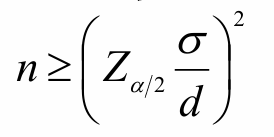 n ≥ (Z_{α/2} σ/d)²